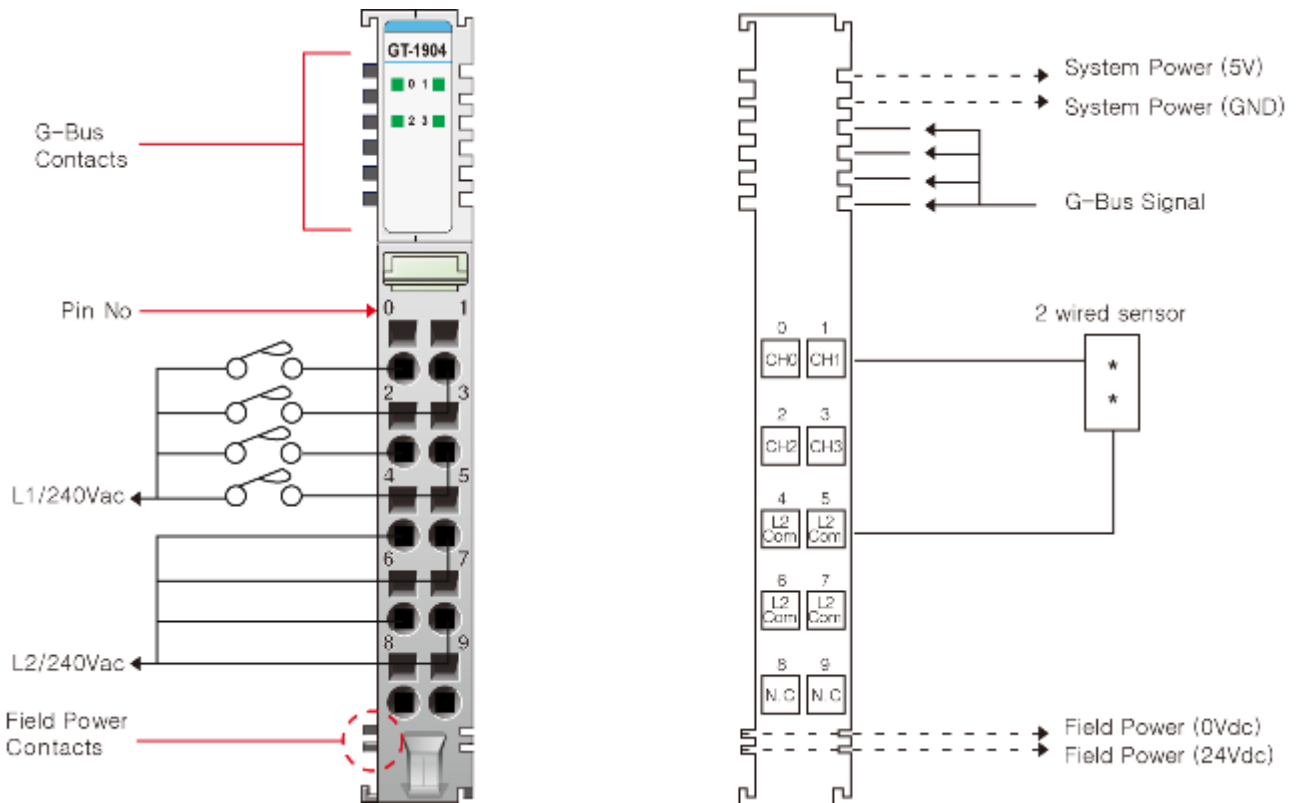 GT-1904
0 1
2 3
G-Bus
Contacts
Pin No
0 1
2 3
4 5
6 7
8 9
L1/240Vac
L2/240Vac
Field Power
Contacts
System Power (5V)
System Power (GND)
G-Bus Signal
2 wired sensor
*
*
0 1
CH0 CH1
2 3
CH2 CH3
4 5
L2 L2
Com Com
6 7
L2 L2
Com Com
8 9
N.C N.C
Field Power (0Vdc)
Field Power (24Vdc)